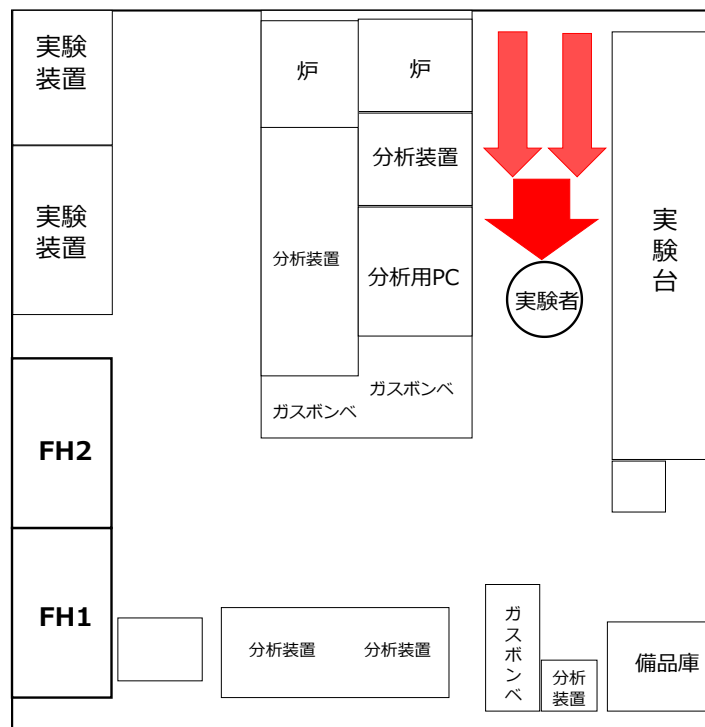 実験
装置
炉
炉
分析装置
実験
装置
分析装置
分析用PC
実験者
実験台
ガスボンベ
ガスボンベ
FH2
FH1
分析装置
分析装置
ガスボンベ
分析
装置
備品庫